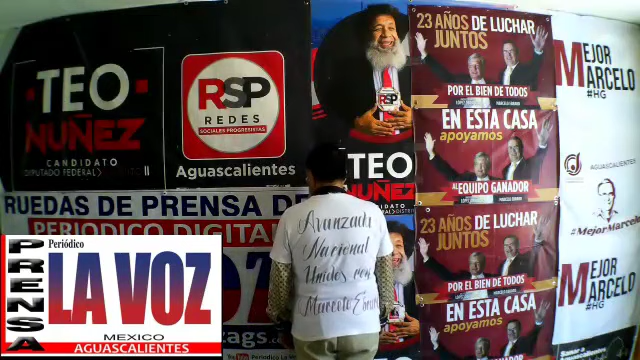 TEO
NUÑEZ
CANDIDATO
DIPUTADO FEDERAL
RSP
REDES
SOCIALES PROGRESISTAS
Aguascalientes
RUEDAS DE PRENSA DE
PERIODICO DIGITAL
TEO
NUÑEZ
23 AÑOS DE LUCHAR
JUNTOS
POR EL BIEN DE TODOS
EN ESTA CASA
apoyamos
AL EQUIPO GANADOR
23 AÑOS DE LUCHAR
JUNTOS
POR EL BIEN DE TODOS
EN ESTA CASA
apoyamos
MEJOR
MARCELO
#HG
AGUASCALIENTES
#MejorMarcelo
MEJOR
MARCELO
#HG
Avanzada
Nacional
Unidos con
Marcelo
PRENSA
Periódico
LA VOZ
MEXICO
AGUASCALIENTES